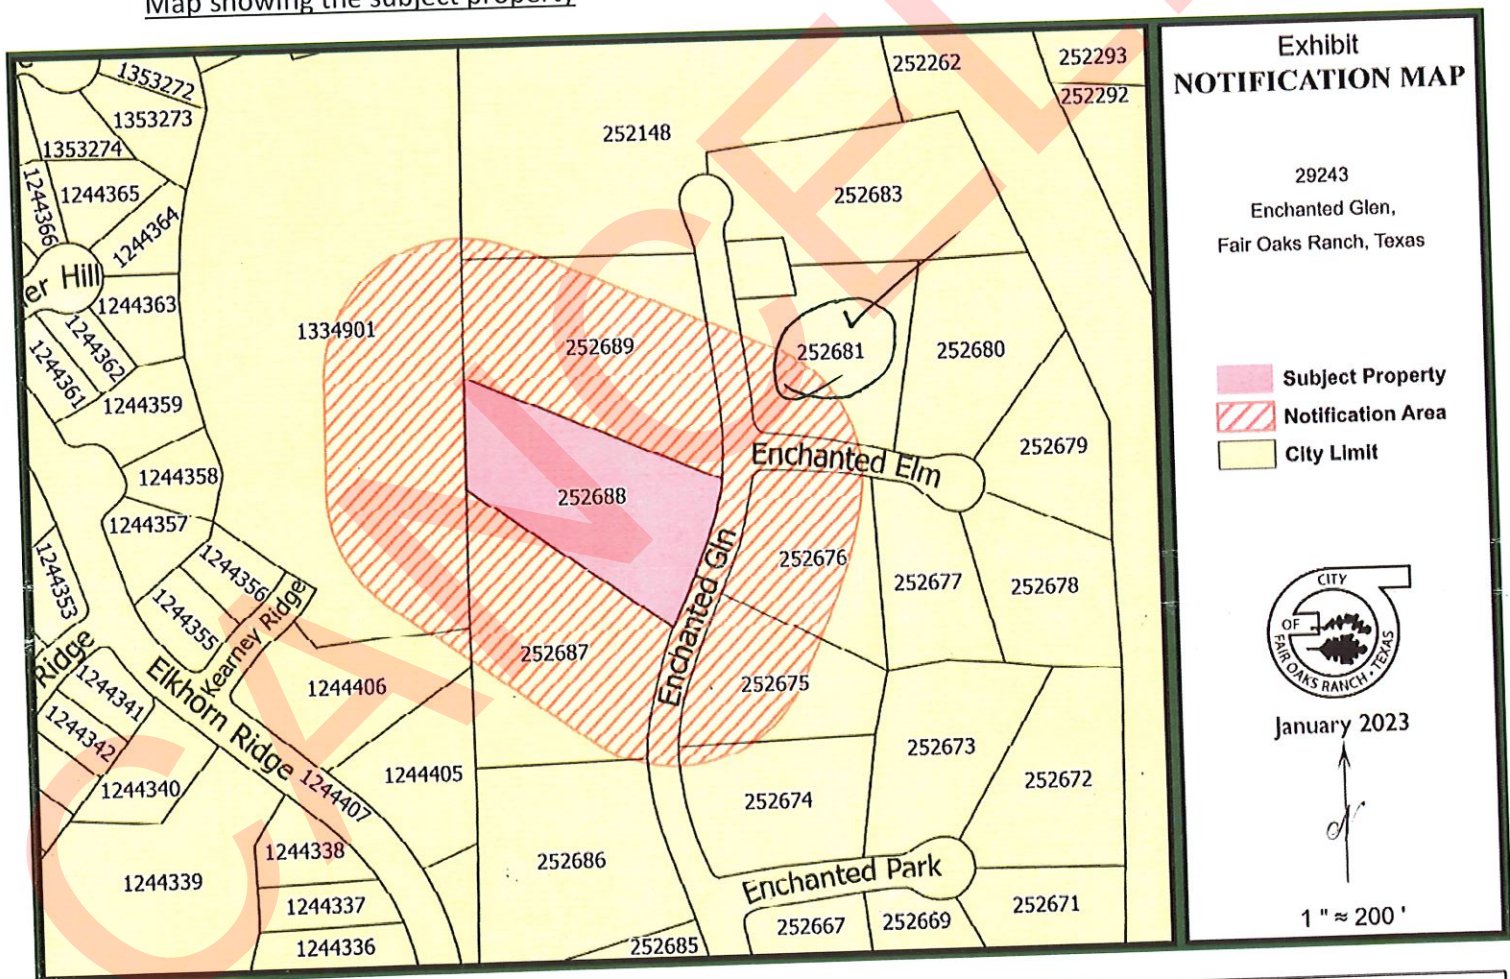 Map showing the subject property
Exhibit
NOTIFICATION MAP
29243
Enchanted Glen,
Fair Oaks Ranch, Texas
Subject Property
Notification Area
City Limit
CITY
OF
FAIR OAKS RANCH • TEXAS
January 2023
N
1 " ≈ 200 '
CANCEL
1353272
1353273
1353274
1244366
1244365
1244364
er Hill
1244363
1244362
1244361
1244359
1244358
1244357
1244356
1244355
1244353
Kearney Ridge
Ridge
Elkhorn Ridge
1244341
1244342
1244340
1244339
1244338
1244337
1244336
1244407
1244406
1244405
1334901
252148
252262
252293
252292
252683
252689
252681
252680
252679
Enchanted Elm
252688
Enchanted Gln
252676
252677
252678
252687
252675
252673
252672
252674
252686
Enchanted Park
252671
252667
252669
252685